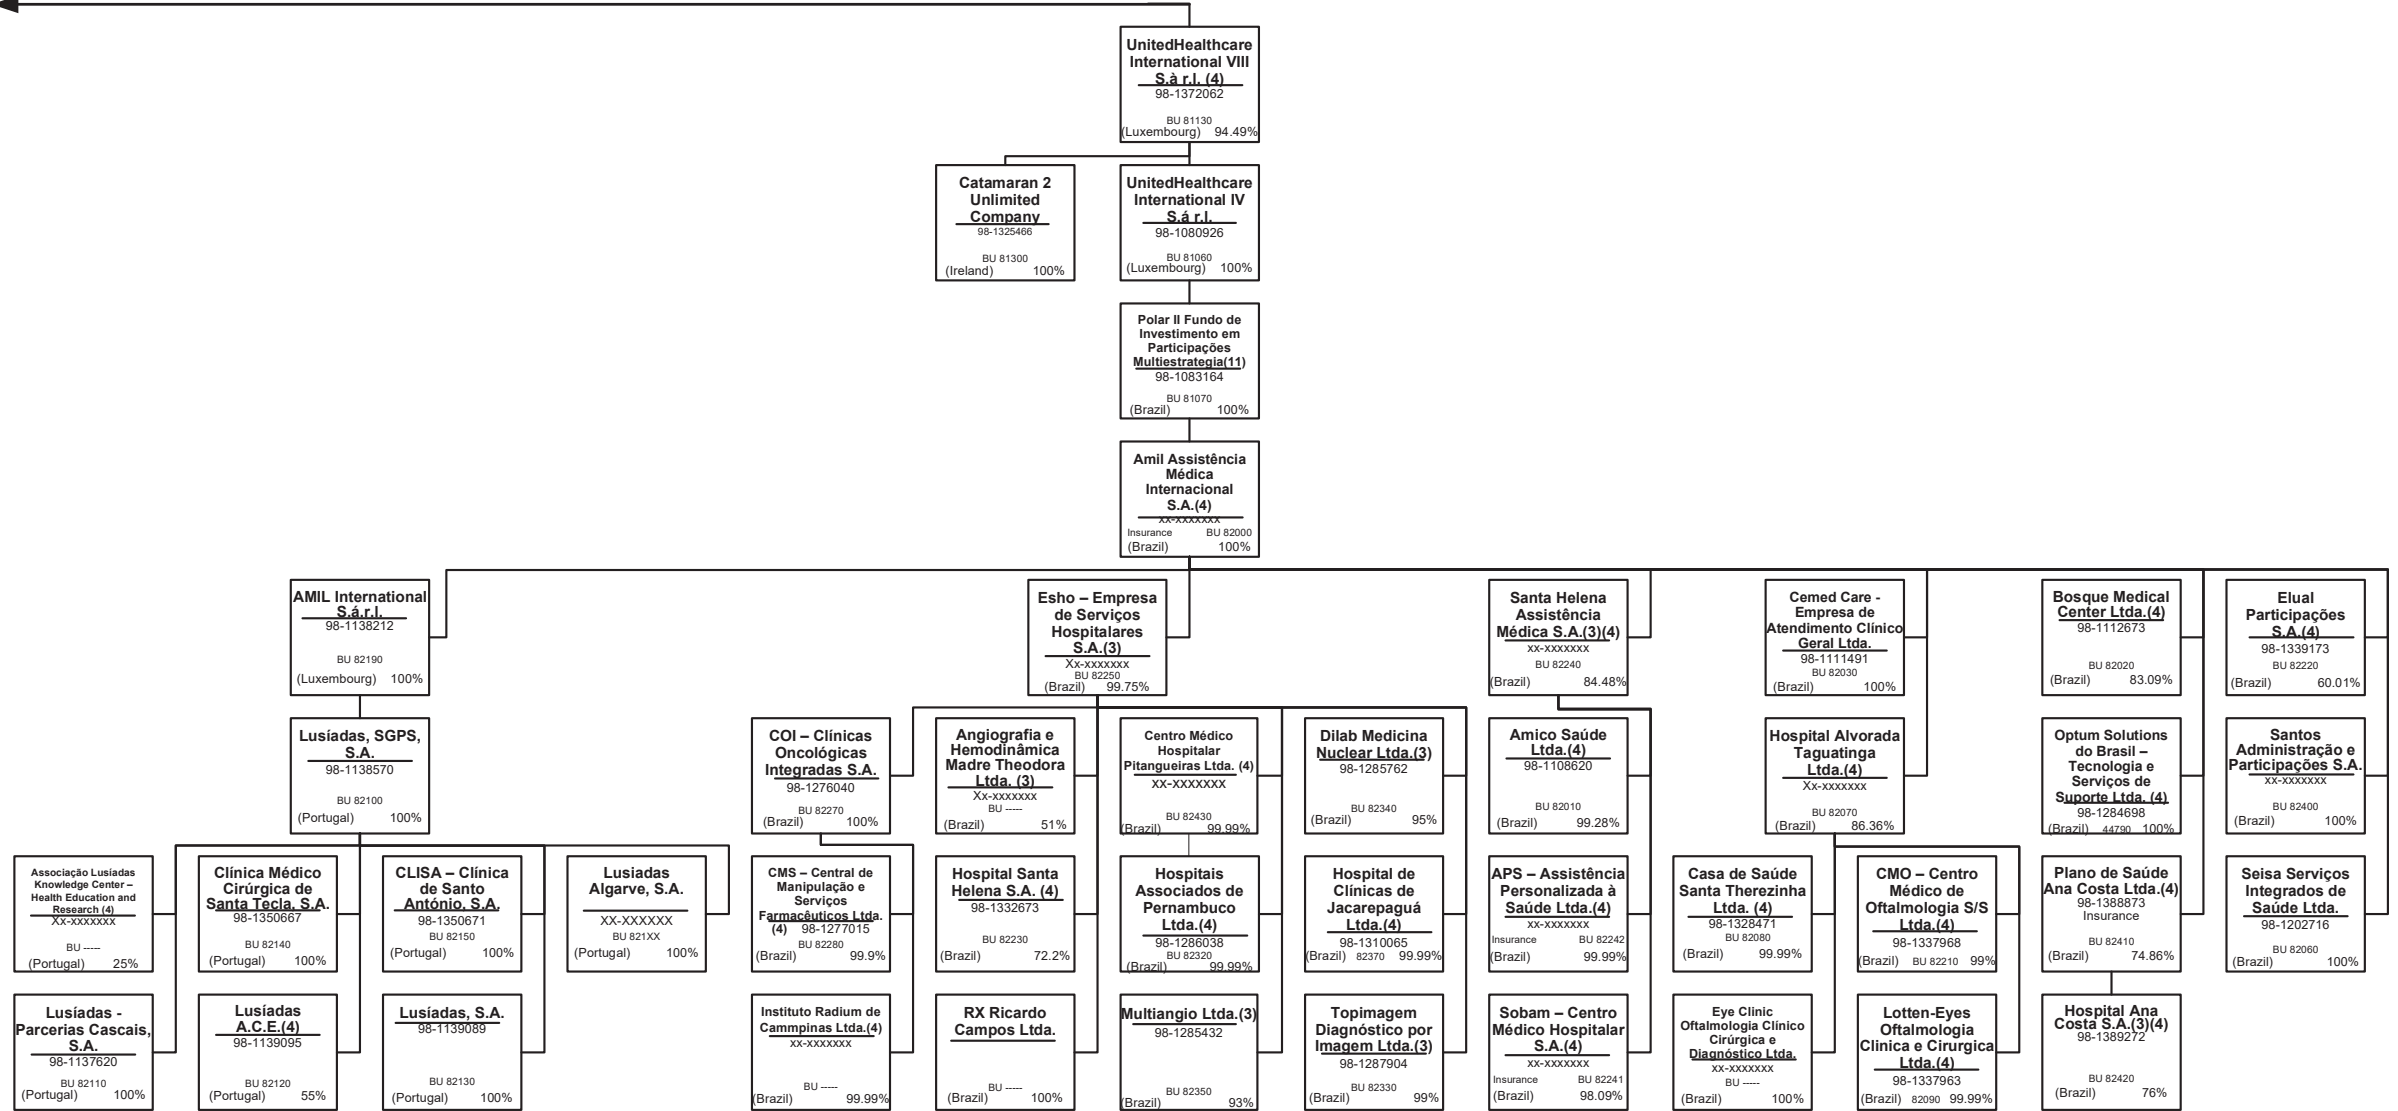 UnitedHealthcare
International VIII
S.à r.l. (4)
98-1372062
BU 81130
(Luxembourg) 94.49%
Catamaran 2
Unlimited
Company
98-1325466
BU 81300
(Ireland) 100%
UnitedHealthcare
International IV
S.á r.l.
98-1080926
BU 81060
(Luxembourg) 100%
Polar II Fundo de
Investimento em
Participações
Multiestrategia(11)
98-1083164
BU 81070
(Brazil) 100%
Amil Assistência
Médica
Internacional
S.A.(4)
xx-xxxxxxx
Insurance BU 82000
(Brazil) 100%
AMIL International
S.á.r.l.
98-1138212
BU 82190
(Luxembourg) 100%
Esho – Empresa
de Serviços
Hospitalares
S.A.(3)
Xx-xxxxxxx
BU 82250
(Brazil) 99.75%
Santa Helena
Assistência
Médica S.A.(3)(4)
xx-xxxxxxx
BU 82240
(Brazil) 84.48%
Cemed Care -
Empresa de
Atendimento Clínico
Geral Ltda.
98-1111491
BU 82030
(Brazil) 100%
Bosque Medical
Center Ltda.(4)
98-1112673
BU 82020
(Brazil) 83.09%
Elual
Participações
S.A.(4)
98-1339173
BU 82220
(Brazil) 60.01%
Lusíadas, SGPS,
S.A.
98-1138570
BU 82100
(Portugal) 100%
COI – Clínicas
Oncológicas
Integradas S.A.
98-1276040
BU 82270
(Brazil) 100%
Angiografia e
Hemodinâmica
Madre Theodora
Ltda. (3)
Xx-xxxxxxx
BU -----
(Brazil) 51%
Centro Médico
Hospitalar
Pitangueiras Ltda. (4)
xx-xxxxxxx
BU 82430
(Brazil) 99.99%
Dilab Medicina
Nuclear Ltda.(3)
98-1285762
BU 82340
(Brazil) 95%
Amico Saúde
Ltda.(4)
98-1108620
BU 82010
(Brazil) 99.28%
Hospital Alvorada
Taguatinga
Ltda.(4)
Xx-xxxxxxx
BU 82070
(Brazil) 86.36%
Optum Solutions
do Brasil –
Tecnologia e
Serviços de
Suporte Ltda. (4)
98-1284698
(Brazil) 44790 100%
Santos
Administração e
Participações S.A.
xx-xxxxxxx
BU 82400
(Brazil) 100%
Associação Lusíadas
Knowledge Center –
Health Education and
Research (4)
Xx-xxxxxxx
BU -----
(Portugal) 25%
Clínica Médico
Cirúrgica de
Santa Tecla, S.A.
98-1350667
BU 82140
(Portugal) 100%
CLISA – Clínica
de Santo
António, S.A.
98-1350671
BU 82150
(Portugal) 100%
Lusiadas
Algarve, S.A.
XX-XXXXXX
BU 821XX
(Portugal) 100%
CMS – Central de
Manipulação e
Serviços
Farmacêuticos Ltda.
(4) 98-1277015
BU 82280
(Brazil) 99.9%
Hospital Santa
Helena S.A. (4)
98-1332673
BU 82230
(Brazil) 72.2%
Hospitais
Associados de
Pernambuco
Ltda.(4)
98-1286038
BU 82320
(Brazil) 99.99%
Hospital de
Clínicas de
Jacarepaguá
Ltda.(4)
98-1310065
(Brazil) 82370 99.99%
APS – Assistência
Personalizada à
Saúde Ltda.(4)
xx-xxxxxxx
Insurance BU 82242
(Brazil) 99.99%
Casa de Saúde
Santa Therezinha
Ltda. (4)
98-1328471
BU 82080
(Brazil) 99.99%
CMO – Centro
Médico de
Oftalmologia S/S
Ltda.(4)
98-1337968
(Brazil) BU 82210 99%
Plano de Saúde
Ana Costa Ltda.(4)
98-1388873
Insurance
BU 82410
(Brazil) 74.86%
Seisa Serviços
Integrados de
Saúde Ltda.
98-1202716
BU 82060
(Brazil) 100%
Lusíadas -
Parcerias Cascais,
S.A.
98-1137620
BU 82110
(Portugal) 100%
Lusíadas
A.C.E.(4)
98-1139095
BU 82120
(Portugal) 55%
Lusíadas, S.A.
98-1139089
BU 82130
(Portugal) 100%
Instituto Radium de
Cammpinas Ltda.(4)
xx-xxxxxxx
BU -----
(Brazil) 99.99%
RX Ricardo
Campos Ltda.
BU -----
(Brazil) 100%
Multiangio Ltda.(3)
98-1285432
BU 82350
(Brazil) 93%
Topimagem
Diagnóstico por
Imagem Ltda.(3)
98-1287904
BU 82330
(Brazil) 99%
Sobam – Centro
Médico Hospitalar
S.A.(4)
xx-xxxxxxx
Insurance BU 82241
(Brazil) 98.09%
Eye Clinic
Oftalmologia Clínico
Cirúrgica e
Diagnóstico Ltda.
xx-xxxxxxx
BU -----
(Brazil) 100%
Lotten-Eyes
Oftalmologia
Clinica e Cirurgica
Ltda.(4)
98-1337963
(Brazil) 82090 99.99%
Hospital Ana
Costa S.A.(3)(4)
98-1389272
BU 82420
(Brazil) 76%